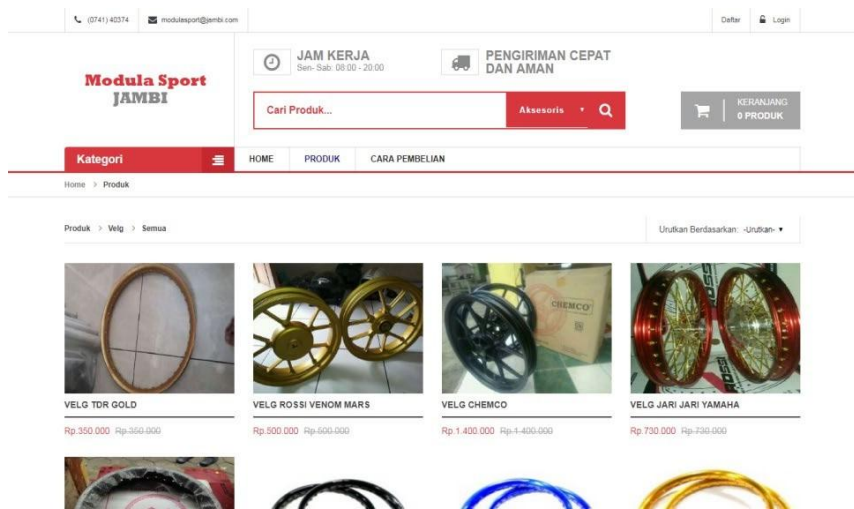 (0741) 40374
modulasport@jambi.com
Daftar
Login
Modula Sport
JAMBI
JAM KERJA
Sen- Sab: 08:00 - 20:00
PENGIRIMAN CEPAT
DAN AMAN
Cari Produk...
Aksesoris
KERANJANG
0 PRODUK
Kategori
HOME
PRODUK
CARA PEMBELIAN
Home > Produk
Produk > Velg > Semua
Urutkan Berdasarkan: -Urutkan-
CHEMCO
ROSSI
VELG TDR GOLD
VELG ROSSI VENOM MARS
VELG CHEMCO
VELG JARI JARI YAMAHA
Rp.350.000 Rp.350.000
Rp.500.000 Rp.500.000
Rp.1.400.000 Rp.1.400.000
Rp.730.000 Rp.730.000